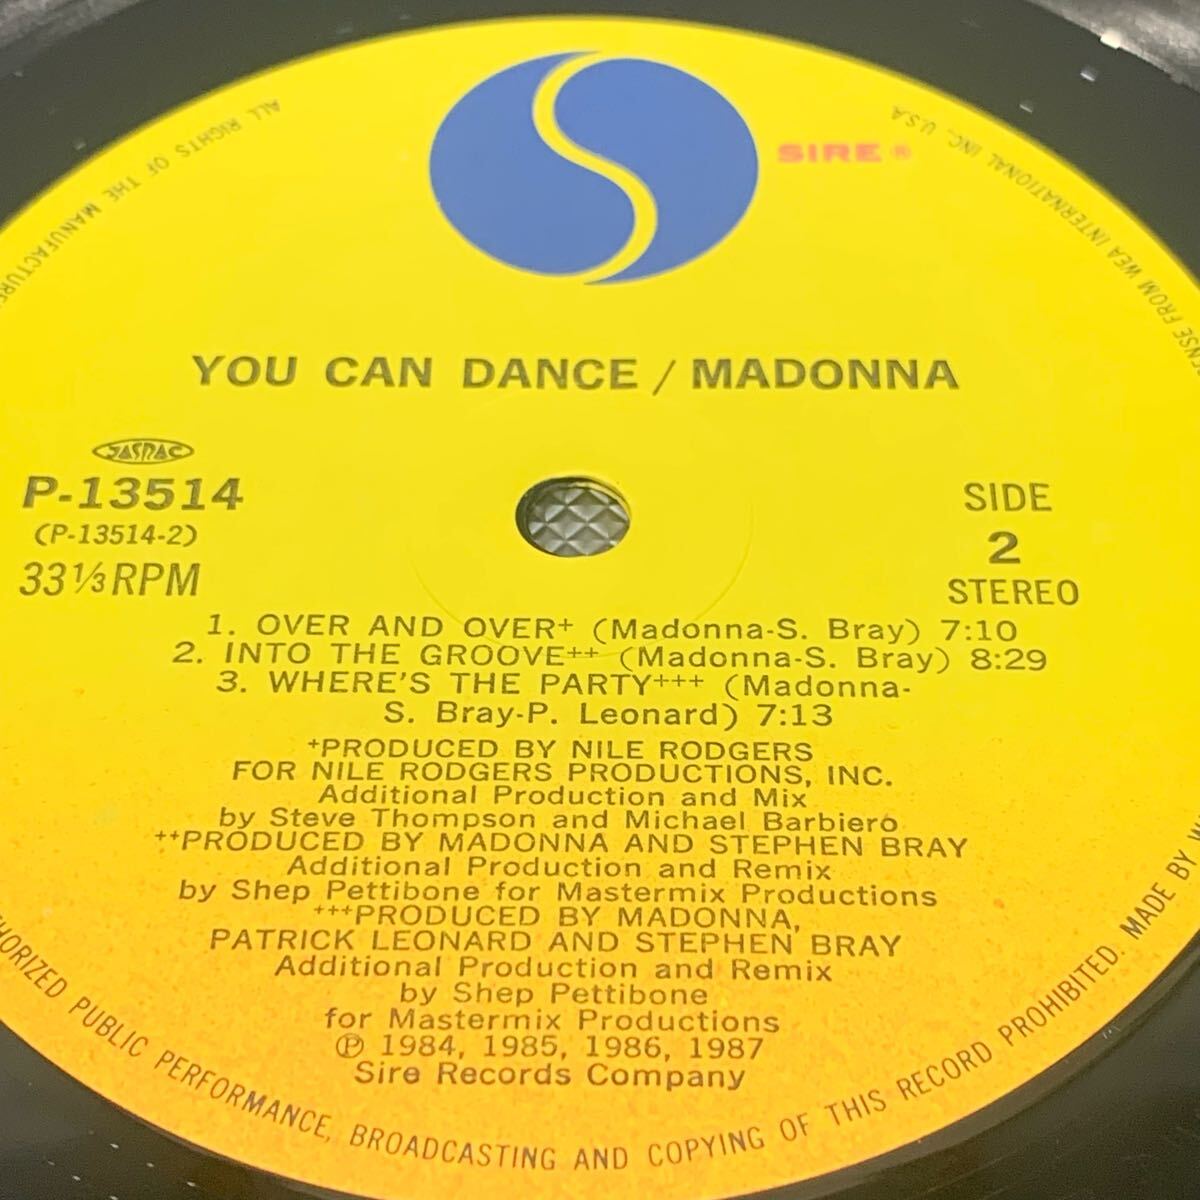 SIRE ®
YOU CAN DANCE / MADONNA
JASRAC
P-13514
(P-13514-2)
33 1/3 RPM
SIDE
2
STEREO
1. OVER AND OVER+ (Madonna-S. Bray) 7:10
2. INTO THE GROOVE++ (Madonna-S. Bray) 8:29
3. WHERE'S THE PARTY+++ (Madonna-
S. Bray-P. Leonard) 7:13
+PRODUCED BY NILE RODGERS
FOR NILE RODGERS PRODUCTIONS, INC.
Additional Production and Mix
by Steve Thompson and Michael Barbiero
++PRODUCED BY MADONNA AND STEPHEN BRAY
Additional Production and Remix
by Shep Pettibone for Mastermix Productions
+++PRODUCED BY MADONNA,
PATRICK LEONARD AND STEPHEN BRAY
Additional Production and Remix
by Shep Pettibone
for Mastermix Productions
℗ 1984, 1985, 1986, 1987
Sire Records Company
ALL RIGHTS OF THE MANUFACTURE
PUBLIC PERFORMANCE, BROADCASTING AND COPYING OF THIS RECORD PROHIBITED. MADE BY
FROM WEA INTERNATIONAL INC., U.S.A.